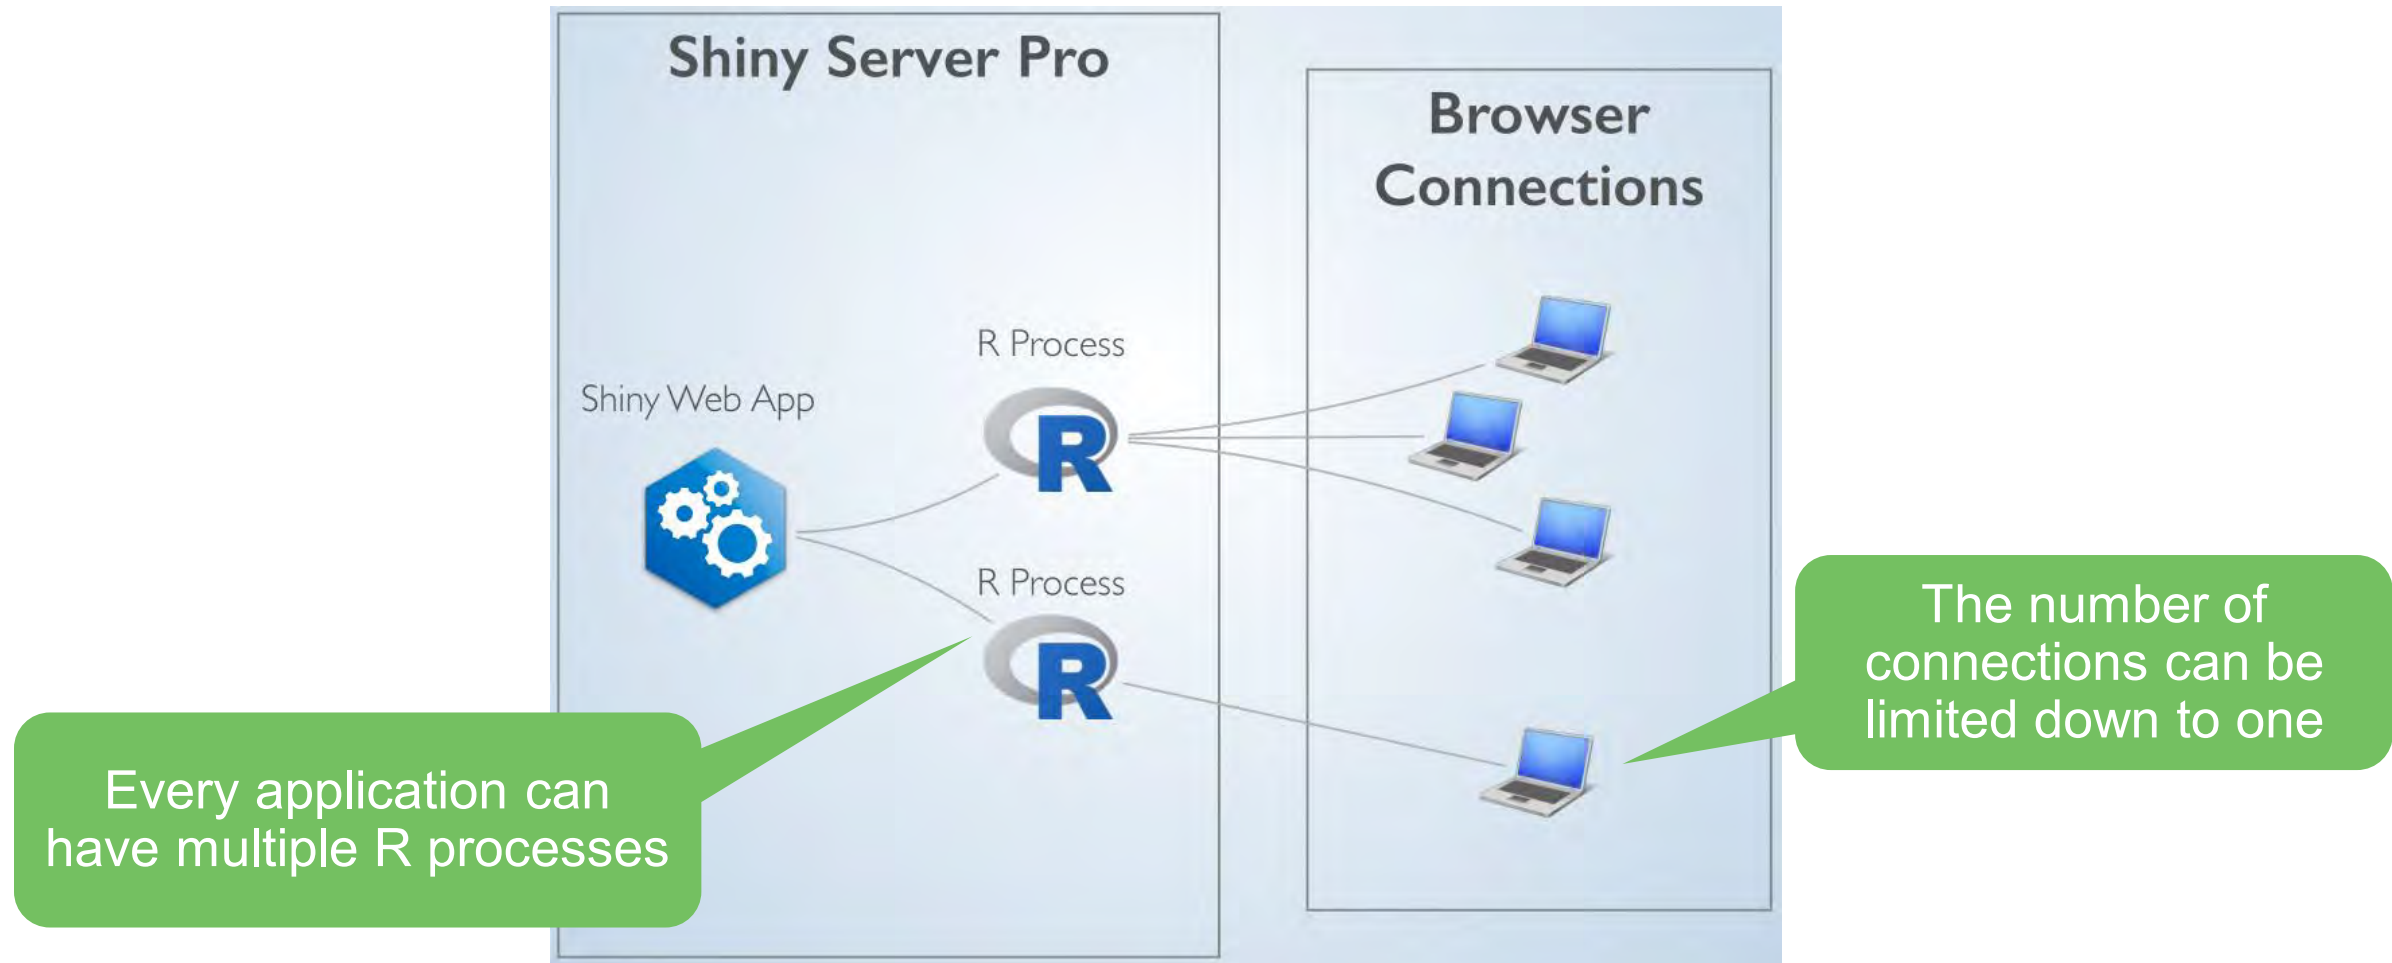 Shiny Server Pro
Browser
Connections
R Process
Shiny Web App
R
R Process
R
The number of
connections can be
limited down to one
Every application can
have multiple R processes